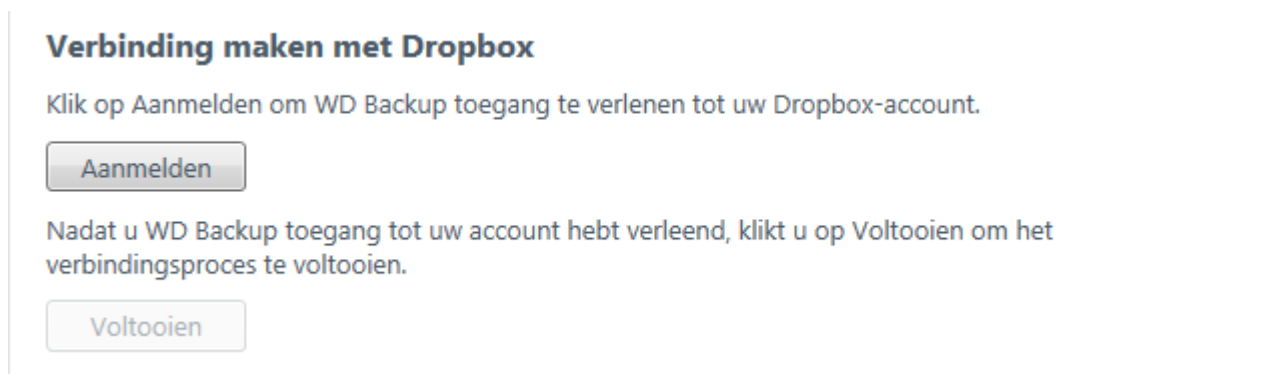 Verbinding maken met Dropbox
Klik op Aanmelden om WD Backup toegang te verlenen tot uw Dropbox-account.
Aanmelden
Nadat u WD Backup toegang tot uw account hebt verleend, klikt u op Voltooien om het
verbindingsproces te voltooien.
Voltooien